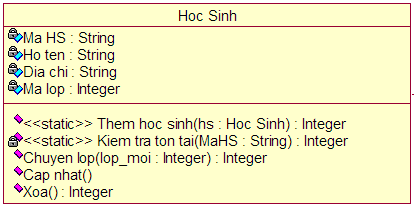 Hoc Sinh
Ma HS : String
Ho ten : String
Dia chi : String
Ma lop : Integer
<<static>> Them hoc sinh(hs : Hoc Sinh) : Integer
<<static>> Kiem tra ton tai(MaHS : String) : Integer
Chuyen lop(lop_moi : Integer) : Integer
Cap nhat()
Xoa() : Integer